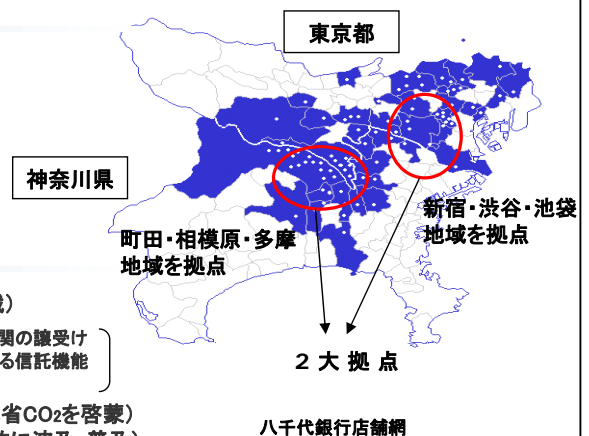 東京都
神奈川県
新宿・渋谷・池袋
地域を拠点
町田・相模原・多摩
地域を拠点
関の譲受け
る信託機能
2 大 拠 点
省CO₂を啓蒙)
八千代銀行店舗網